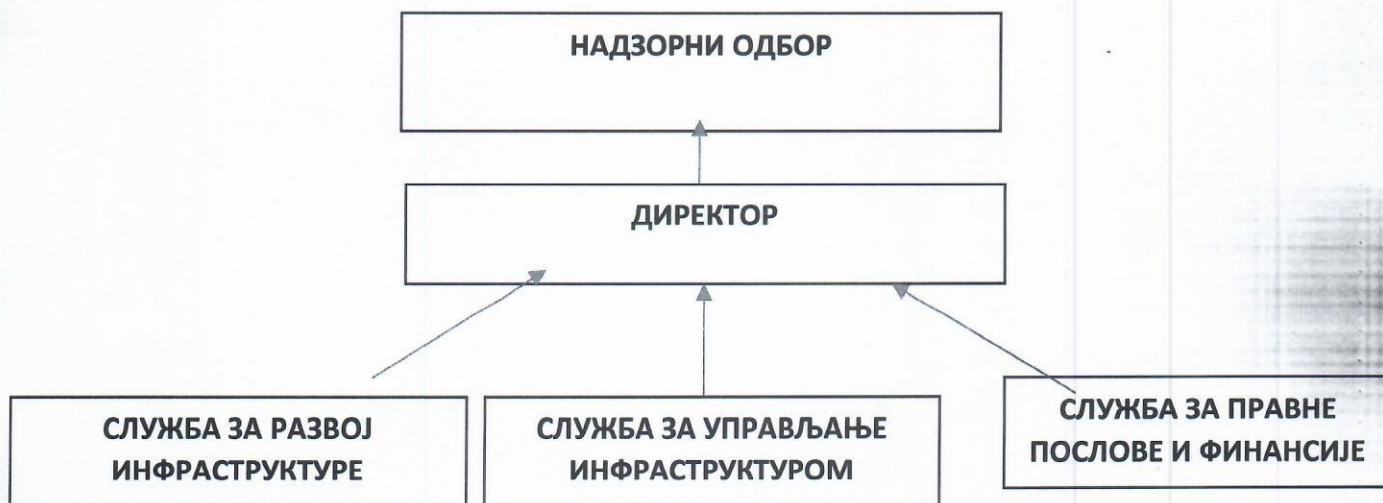 НАДЗОРНИ ОДБОР
ДИРЕКТОР
СЛУЖБА ЗА РАЗВОЈ
ИНФРАСТРУКТУРЕ
СЛУЖБА ЗА УПРАВЉАЊЕ
ИНФРАСТРУКТУРОМ
СЛУЖБА ЗА ПРАВНЕ
ПОСЛОВЕ И ФИНАНСИЈЕ